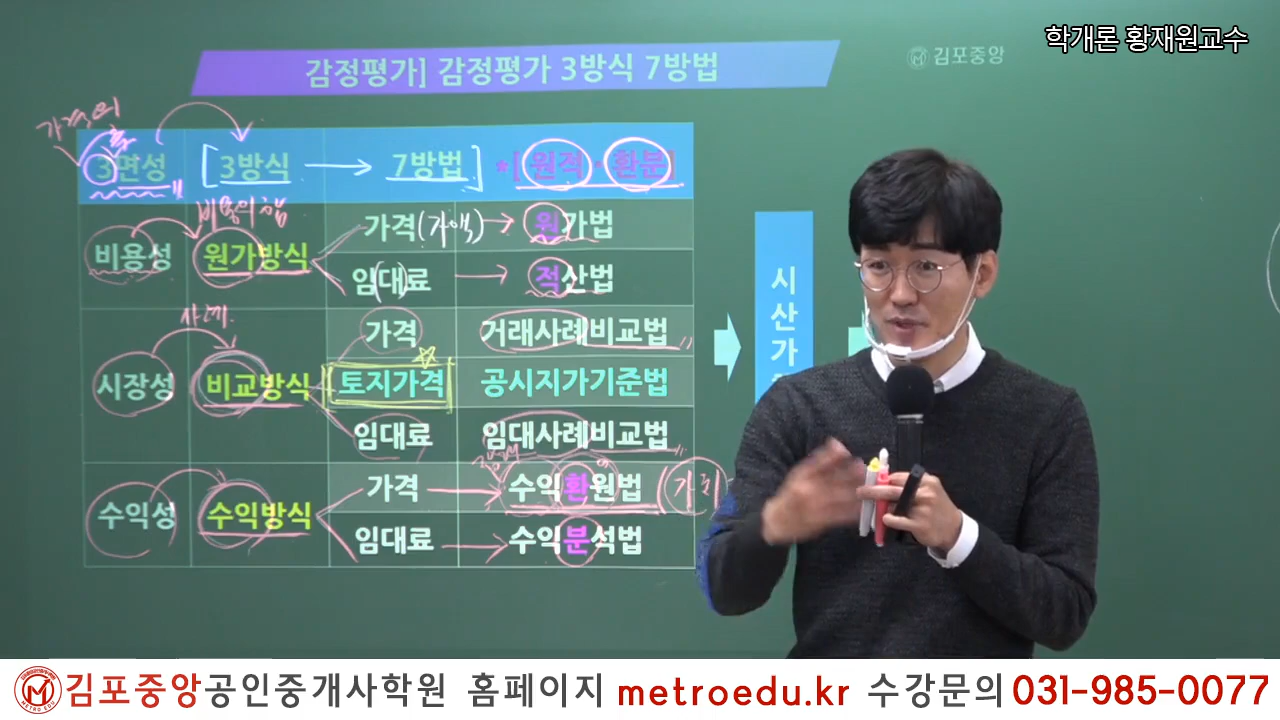 학개론 황재원교수
김포중앙
감정평가] 감정평가 3방식 7방법
가격의
3면성 [3방식 → 7방법] *[원적·환분]
비용의 합
비용성 원가방식 가격(가액) → 원가법
임대료 → 적산법
사례
시장성 비교방식 가격 거래사례비교법
토지가격 공시지가기준법
임대료 임대사례비교법
수익성 수익방식 가격 → 수익환원법
임대료 → 수익분석법
시산가
METRO EDU
김포중앙공인중개사학원 홈페이지 metroedu.kr 수강문의 031-985-0077